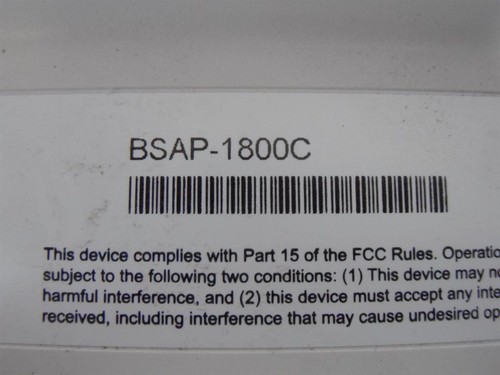 BSAP-1800C
This device complies with Part 15 of the FCC Rules.
subject to the following two conditions: (1) This device may
harmful interference, and (2) this device must accept any
received, including interference that may cause undesired